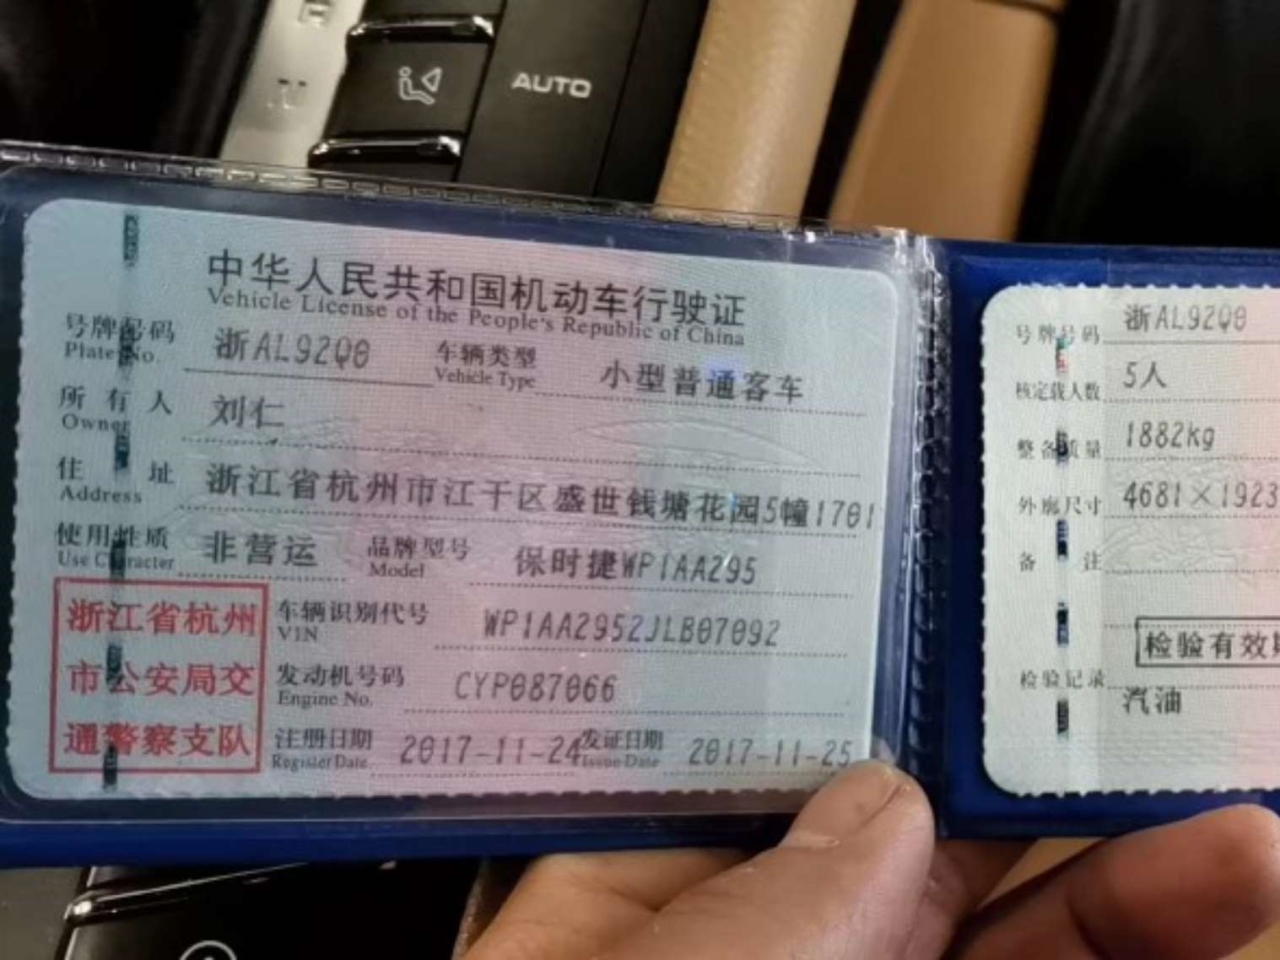 AUTO
中华人民共和国机动车行驶证
Vehicle License of the People's Republic of China
号牌号码 浙AL92Q0 车辆类型 小型普通客车
Plate No. Vehicle Type
所有人 刘仁
Owner
住址 浙江省杭州市江干区盛世钱塘花园5幢1701
Address
使用性质 非营运 品牌型号 保时捷WP1AA295
Use Character Model
浙江省杭州
市公安局交
通警察支队
车辆识别代号 WP1AA2952JLB07092
VIN
发动机号码 CYP087066
Engine No.
注册日期 2017-11-24 发证日期 2017-11-25
Register Date Issue Date
号牌号码 浙AL92Q0
核定载人数 5人
整备质量 1882kg
外廓尺寸 4681×1923
备注
检验有效期
检验记录
汽油